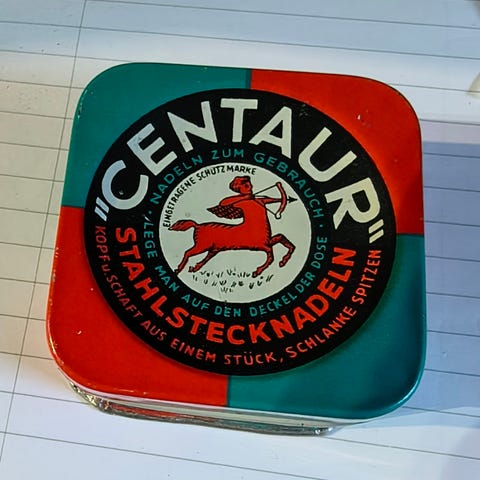 "CENTAUR"
NADELN ZUM GEBRAUCH
LEGE MAN AUF DEN DECKEL DER DOSE
EINGETRAGENE SCHUTZMARKE
STAHLSTECKNADELN
KOPF u. SCHAFT AUS EINEM STÜCK, SCHLANKE SPITZEN